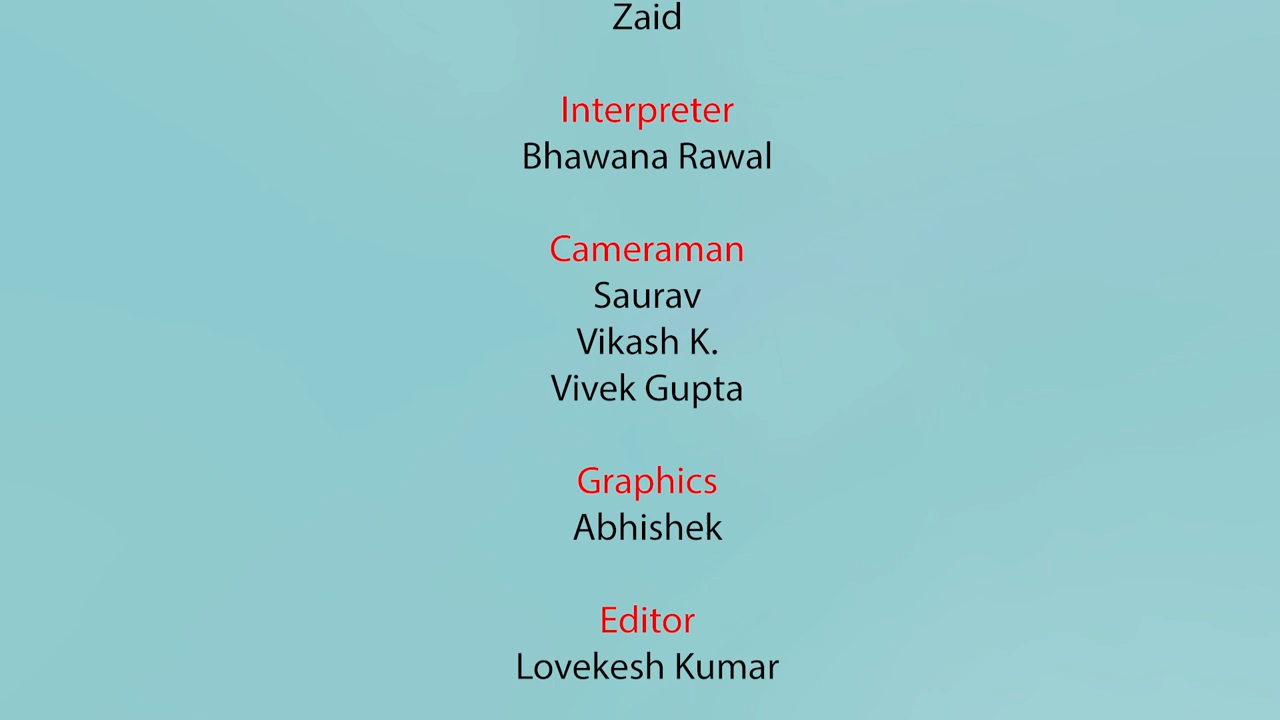 Zaid
Interpreter
Bhawana Rawal
Cameraman
Saurav
Vikash K.
Vivek Gupta
Graphics
Abhishek
Editor
Lovekesh Kumar